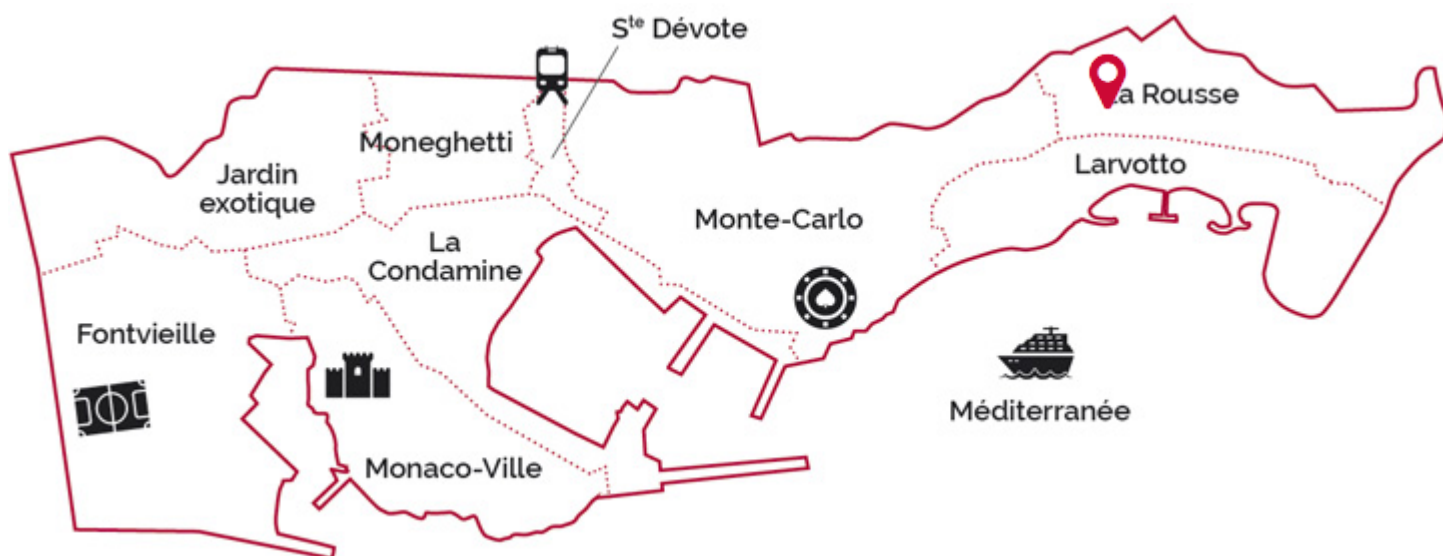 Ste Dévote
La Rousse
Moneghetti
Larvotto
Jardin
exotique
Monte-Carlo
La
Condamine
Fontvieille
Méditerranée
Monaco-Ville